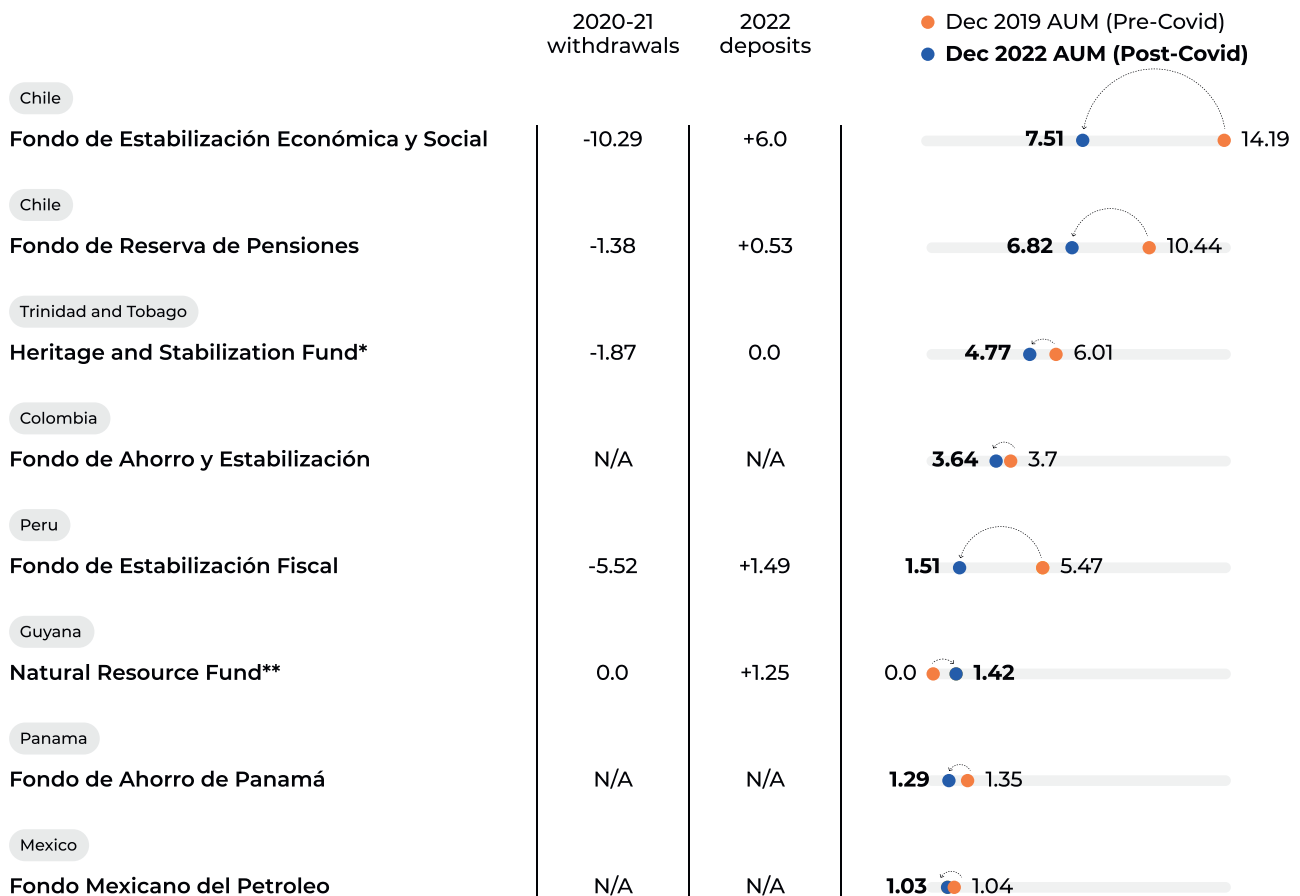 2020-21
withdrawals
2022
deposits
Dec 2019 AUM (Pre-Covid)
Dec 2022 AUM (Post-Covid)
Chile
Fondo de Estabilización Económica y Social -10.29 +6.0 7.51 14.19
Chile
Fondo de Reserva de Pensiones -1.38 +0.53 6.82 10.44
Trinidad and Tobago
Heritage and Stabilization Fund* -1.87 0.0 4.77 6.01
Colombia
Fondo de Ahorro y Estabilización N/A N/A 3.64 3.7
Peru
Fondo de Estabilización Fiscal -5.52 +1.49 1.51 5.47
Guyana
Natural Resource Fund** 0.0 +1.25 0.0 1.42
Panama
Fondo de Ahorro de Panamá N/A N/A 1.29 1.35
Mexico
Fondo Mexicano del Petroleo N/A N/A 1.03 1.04